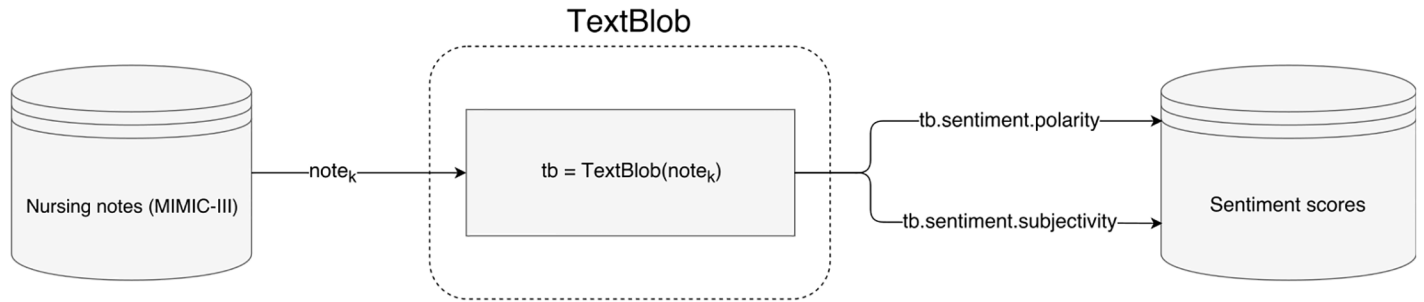 TextBlob
Nursing notes (MIMIC-III)
noteₖ
tb = TextBlob(noteₖ)
tb.sentiment.polarity
tb.sentiment.subjectivity
Sentiment scores